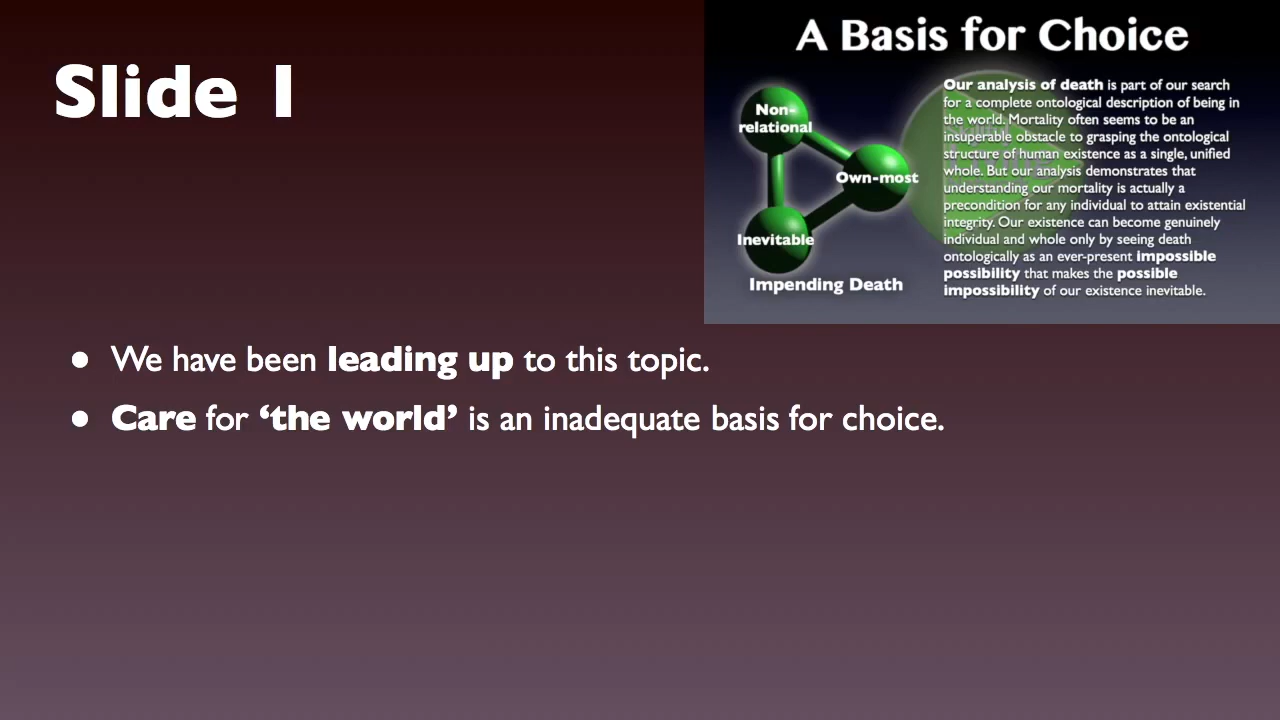 Slide 1
A Basis for Choice
Non-
relational
Own-most
Inevitable
Impending Death
Our analysis of death is part of our search
for a complete ontological description of being in
the world. Mortality often seems to be an
insuperable obstacle to grasping the ontological
structure of human existence as a single, unified
whole. But our analysis demonstrates that
understanding our mortality is actually a
precondition for any individual to attain existential
integrity. Our existence can become genuinely
individual and whole only by seeing death
ontologically as an ever-present impossible
possibility that makes the possible
impossibility of our existence inevitable.
● We have been leading up to this topic.
● Care for ‘the world’ is an inadequate basis for choice.